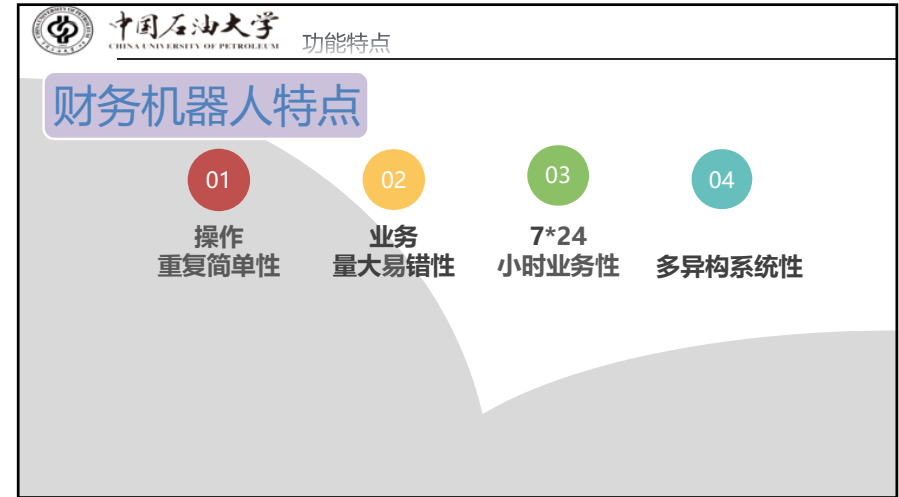 中国石油大学
CHINA UNIVERSITY OF PETROLEUM
功能特点
财务机器人特点
01
02
03
04
操作
重复简单性
业务
量大易错性
7*24
小时业务性
多异构系统性